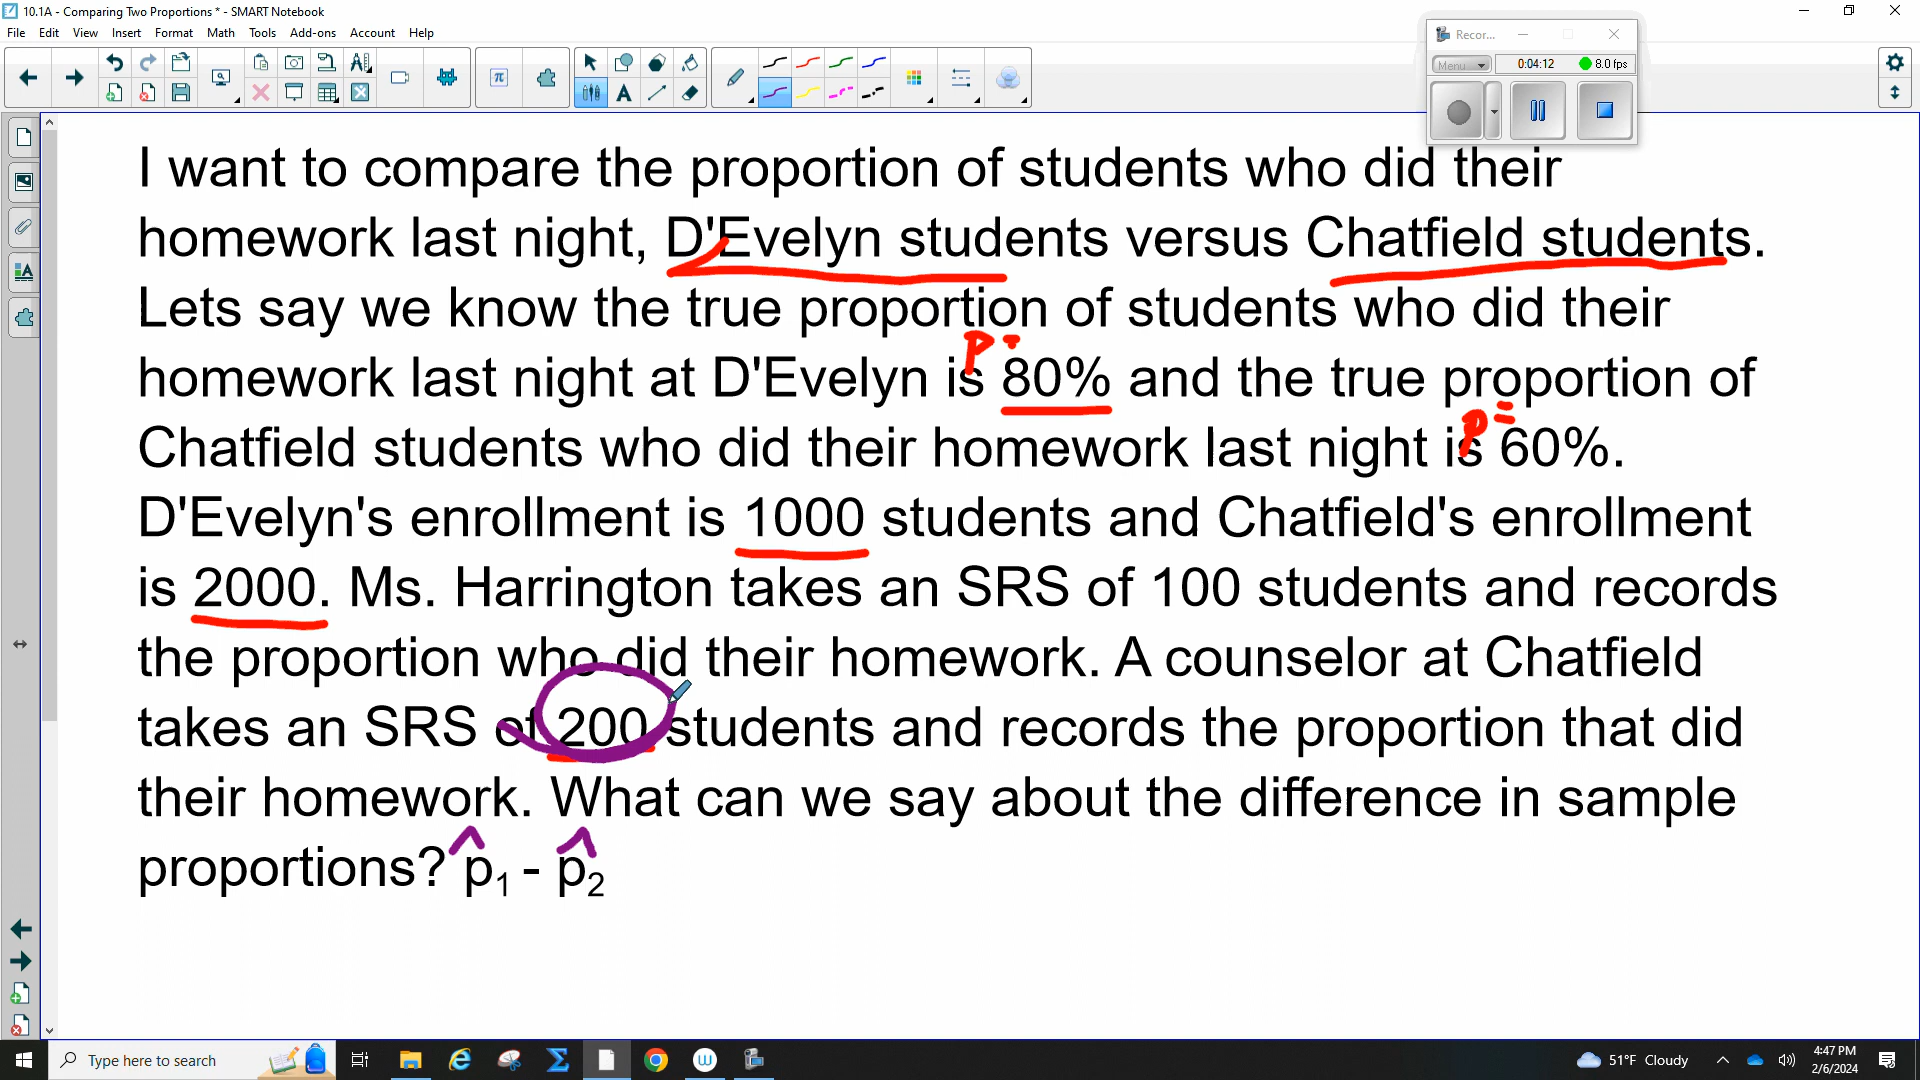 10.1A - Comparing Two Proportions * - SMART Notebook
File Edit View Insert Format Math Tools Add-ons Account Help
Recor...
Menu 0:04:12 8.0 fps
I want to compare the proportion of students who did their
homework last night, D'Evelyn students versus Chatfield students.
Lets say we know the true proportion of students who did their
p =
homework last night at D'Evelyn is 80% and the true proportion of
p =
Chatfield students who did their homework last night is 60%.
D'Evelyn's enrollment is 1000 students and Chatfield's enrollment
is 2000. Ms. Harrington takes an SRS of 100 students and records
the proportion who did their homework. A counselor at Chatfield
takes an SRS of 200 students and records the proportion that did
their homework. What can we say about the difference in sample
proportions? p̂₁ - p̂₂
Type here to search
51°F Cloudy
4:47 PM
2/6/2024